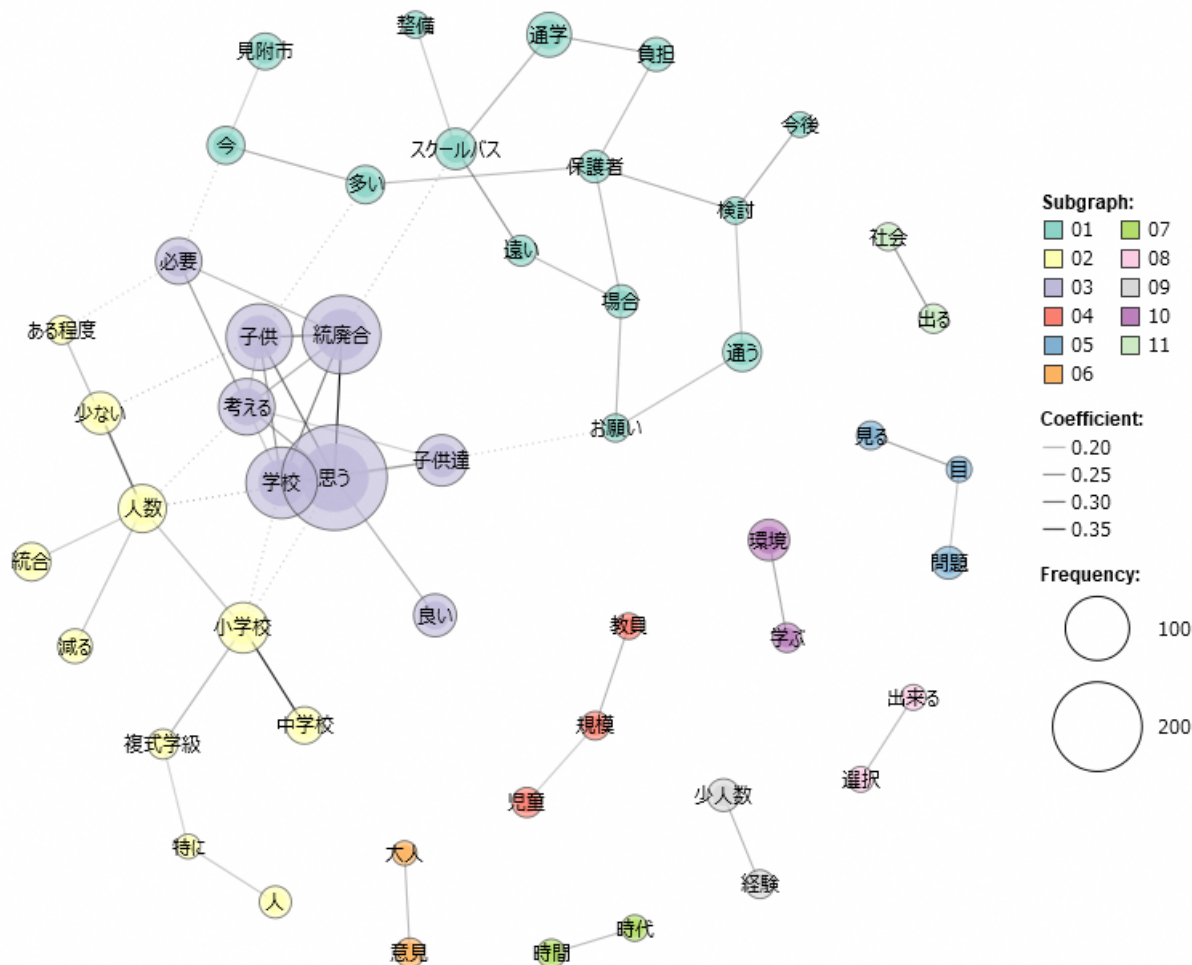 整備
通学
見附市
負担
今後
今
スクールバス
保護者
多い
検討
社会
遠い
必要
場合
出る
ある程度
子供
統廃合
通う
少ない
考える
お願い
見る
子供達
目
学校
思う
人数
環境
統合
問題
良い
小学校
教員
学ぶ
減る
出来る
中学校
規模
複式学級
選択
少人数
児童
特に
大人
経験
人
時代
意見
時間
Subgraph:
01 07
02 08
03 09
04 10
05 11
06
Coefficient:
0.20
0.25
0.30
0.35
Frequency:
100
200